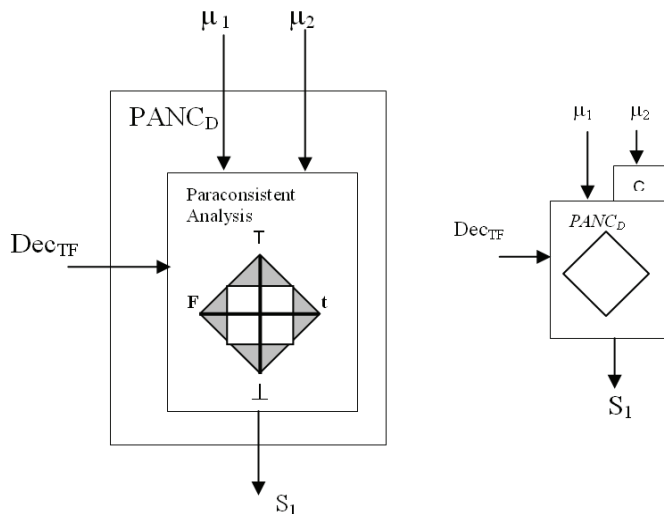 μ1 μ2
PANCD
Paraconsistent
Analysis
DecTF
T
F t
⊥
S1
μ1 μ2
C
PANCD
DecTF
S1